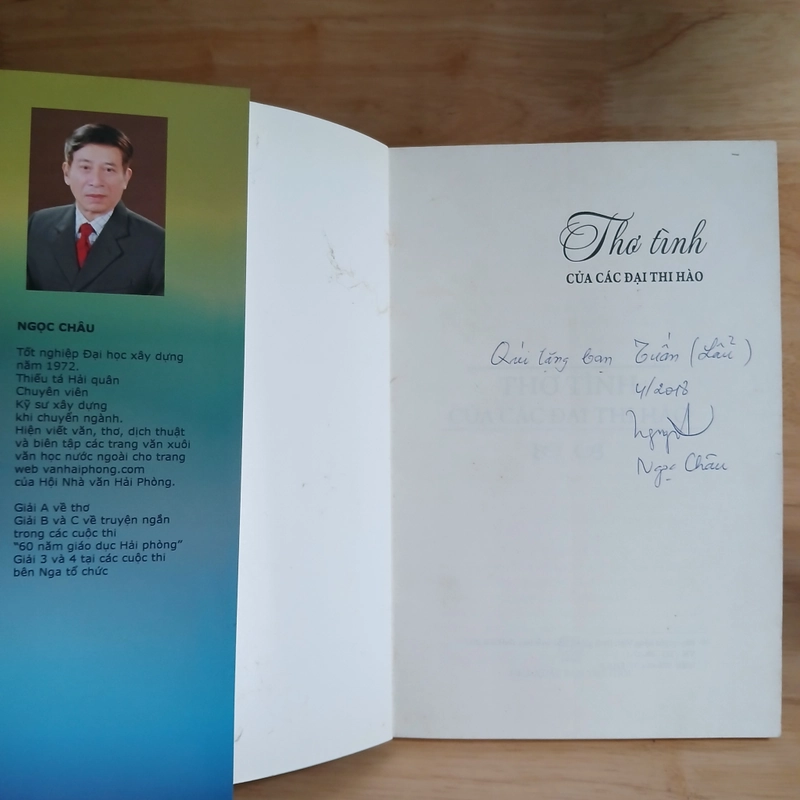 NGỌC CHÂU
Tốt nghiệp Đại học xây dựng
năm 1972.
Thiếu tá Hải quân
Chuyên viên
Kỹ sư xây dựng
khi chuyển ngành.
Hiện viết văn, thơ, dịch thuật
và biên tập các trang văn xuôi
văn học nước ngoài cho trang
web vanhaiphong.com
của Hội Nhà văn Hải Phòng.
Giải A về thơ
Giải B và C về truyện ngắn
trong các cuộc thi
"60 năm giáo dục Hải phòng"
Giải 3 và 4 tại các cuộc thi
bên Nga tổ chức
Thơ tình
CỦA CÁC ĐẠI THI HÀO
Quí tặng bạn Tuấn
4/2018
Ngọc Châu